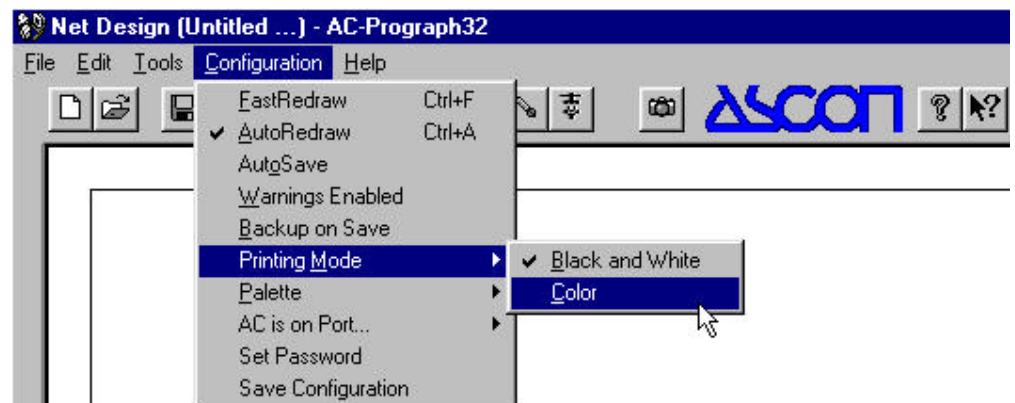 Net Design (Untitled ...) - AC-Prograph32
File Edit Tools Configuration Help
ASCON
FastRedraw Ctrl+F
AutoRedraw Ctrl+A
AutoSave
Warnings Enabled
Backup on Save
Printing Mode
Black and White
Palette
Color
AC is on Port...
Set Password
Save Configuration